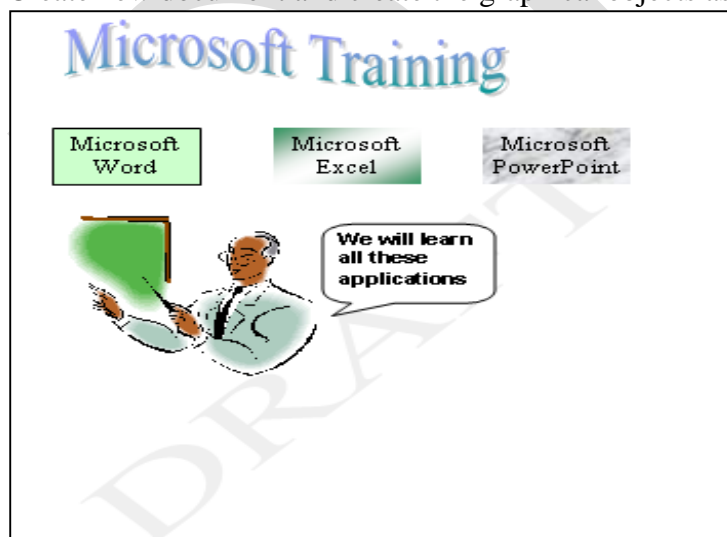 Microsoft Training
Microsoft
Word
Microsoft
Excel
Microsoft
PowerPoint
We will learn
all these
applications
DRAFT